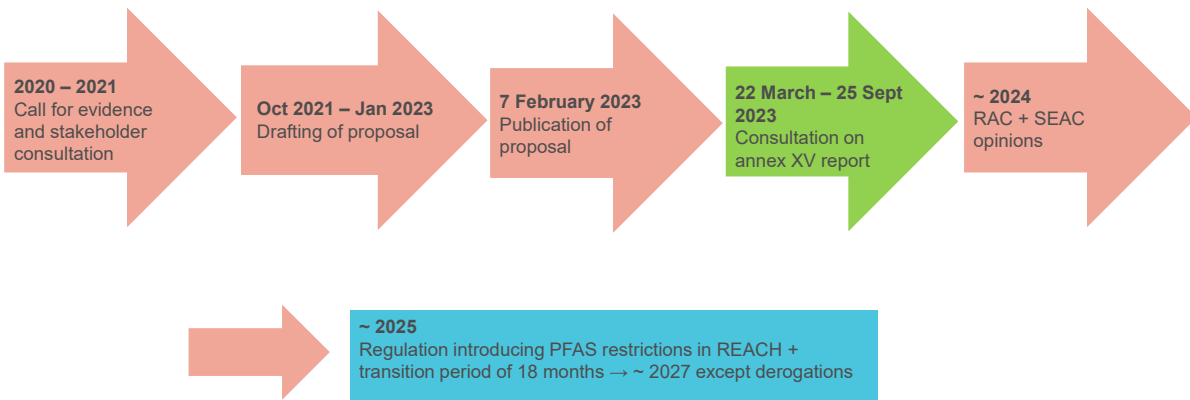 2020 – 2021
Call for evidence
and stakeholder
consultation
Oct 2021 – Jan 2023
Drafting of proposal
7 February 2023
Publication of
proposal
22 March – 25 Sept
2023
Consultation on
annex XV report
~ 2024
RAC + SEAC
opinions
~ 2025
Regulation introducing PFAS restrictions in REACH +
transition period of 18 months → ~ 2027 except derogations